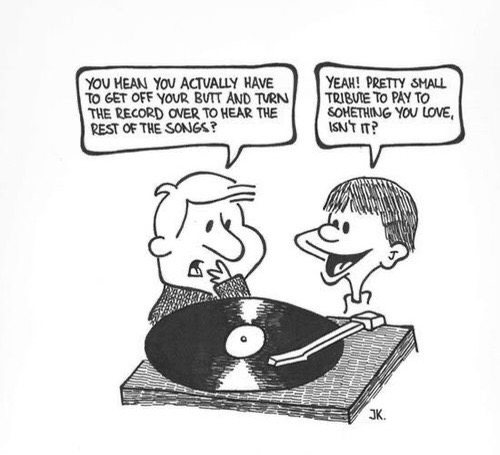 YOU MEAN YOU ACTUALLY HAVE
TO GET OFF YOUR BUTT AND TURN
THE RECORD OVER TO HEAR THE
REST OF THE SONGS?
YEAH! PRETTY SMALL
TRIBUTE TO PAY TO
SOMETHING YOU LOVE,
ISN'T IT?
JK.